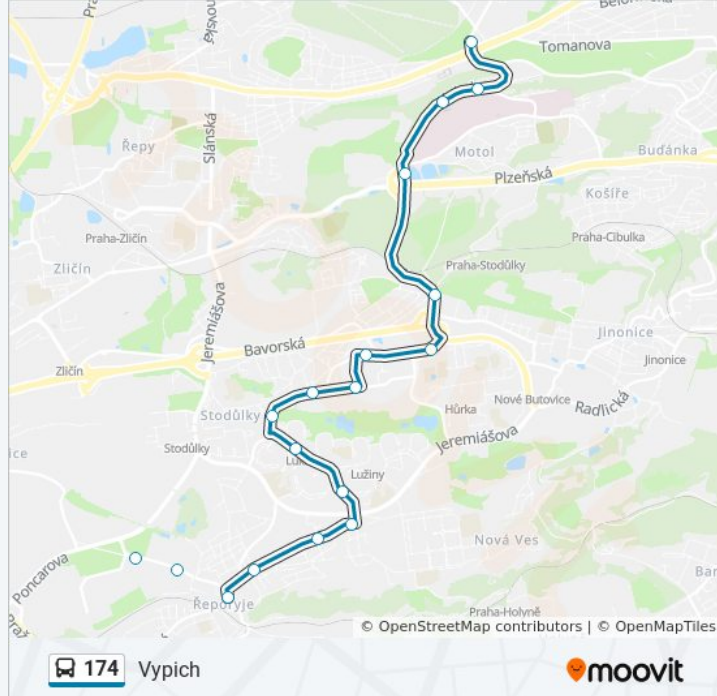 Tomanova
Slánská
Řepy
Motol
Buďánka
Plzeňská
Košíře
Praha-Zličín
Praha-Cibulka
Zličín
Praha-Stodůlky
Jeremiášova
Jinonice
Bavorská
Jinonice
Zličín
Nové Butovice
Radlická
Hůrka
Stodůlky
Jeremiášova
Stodůlky
Lužiny
Nová Ves
Poncarova
Řeporyje
Praha-Holyně
© OpenStreetMap contributors | © OpenMapTiles
174 Vypich
moovit